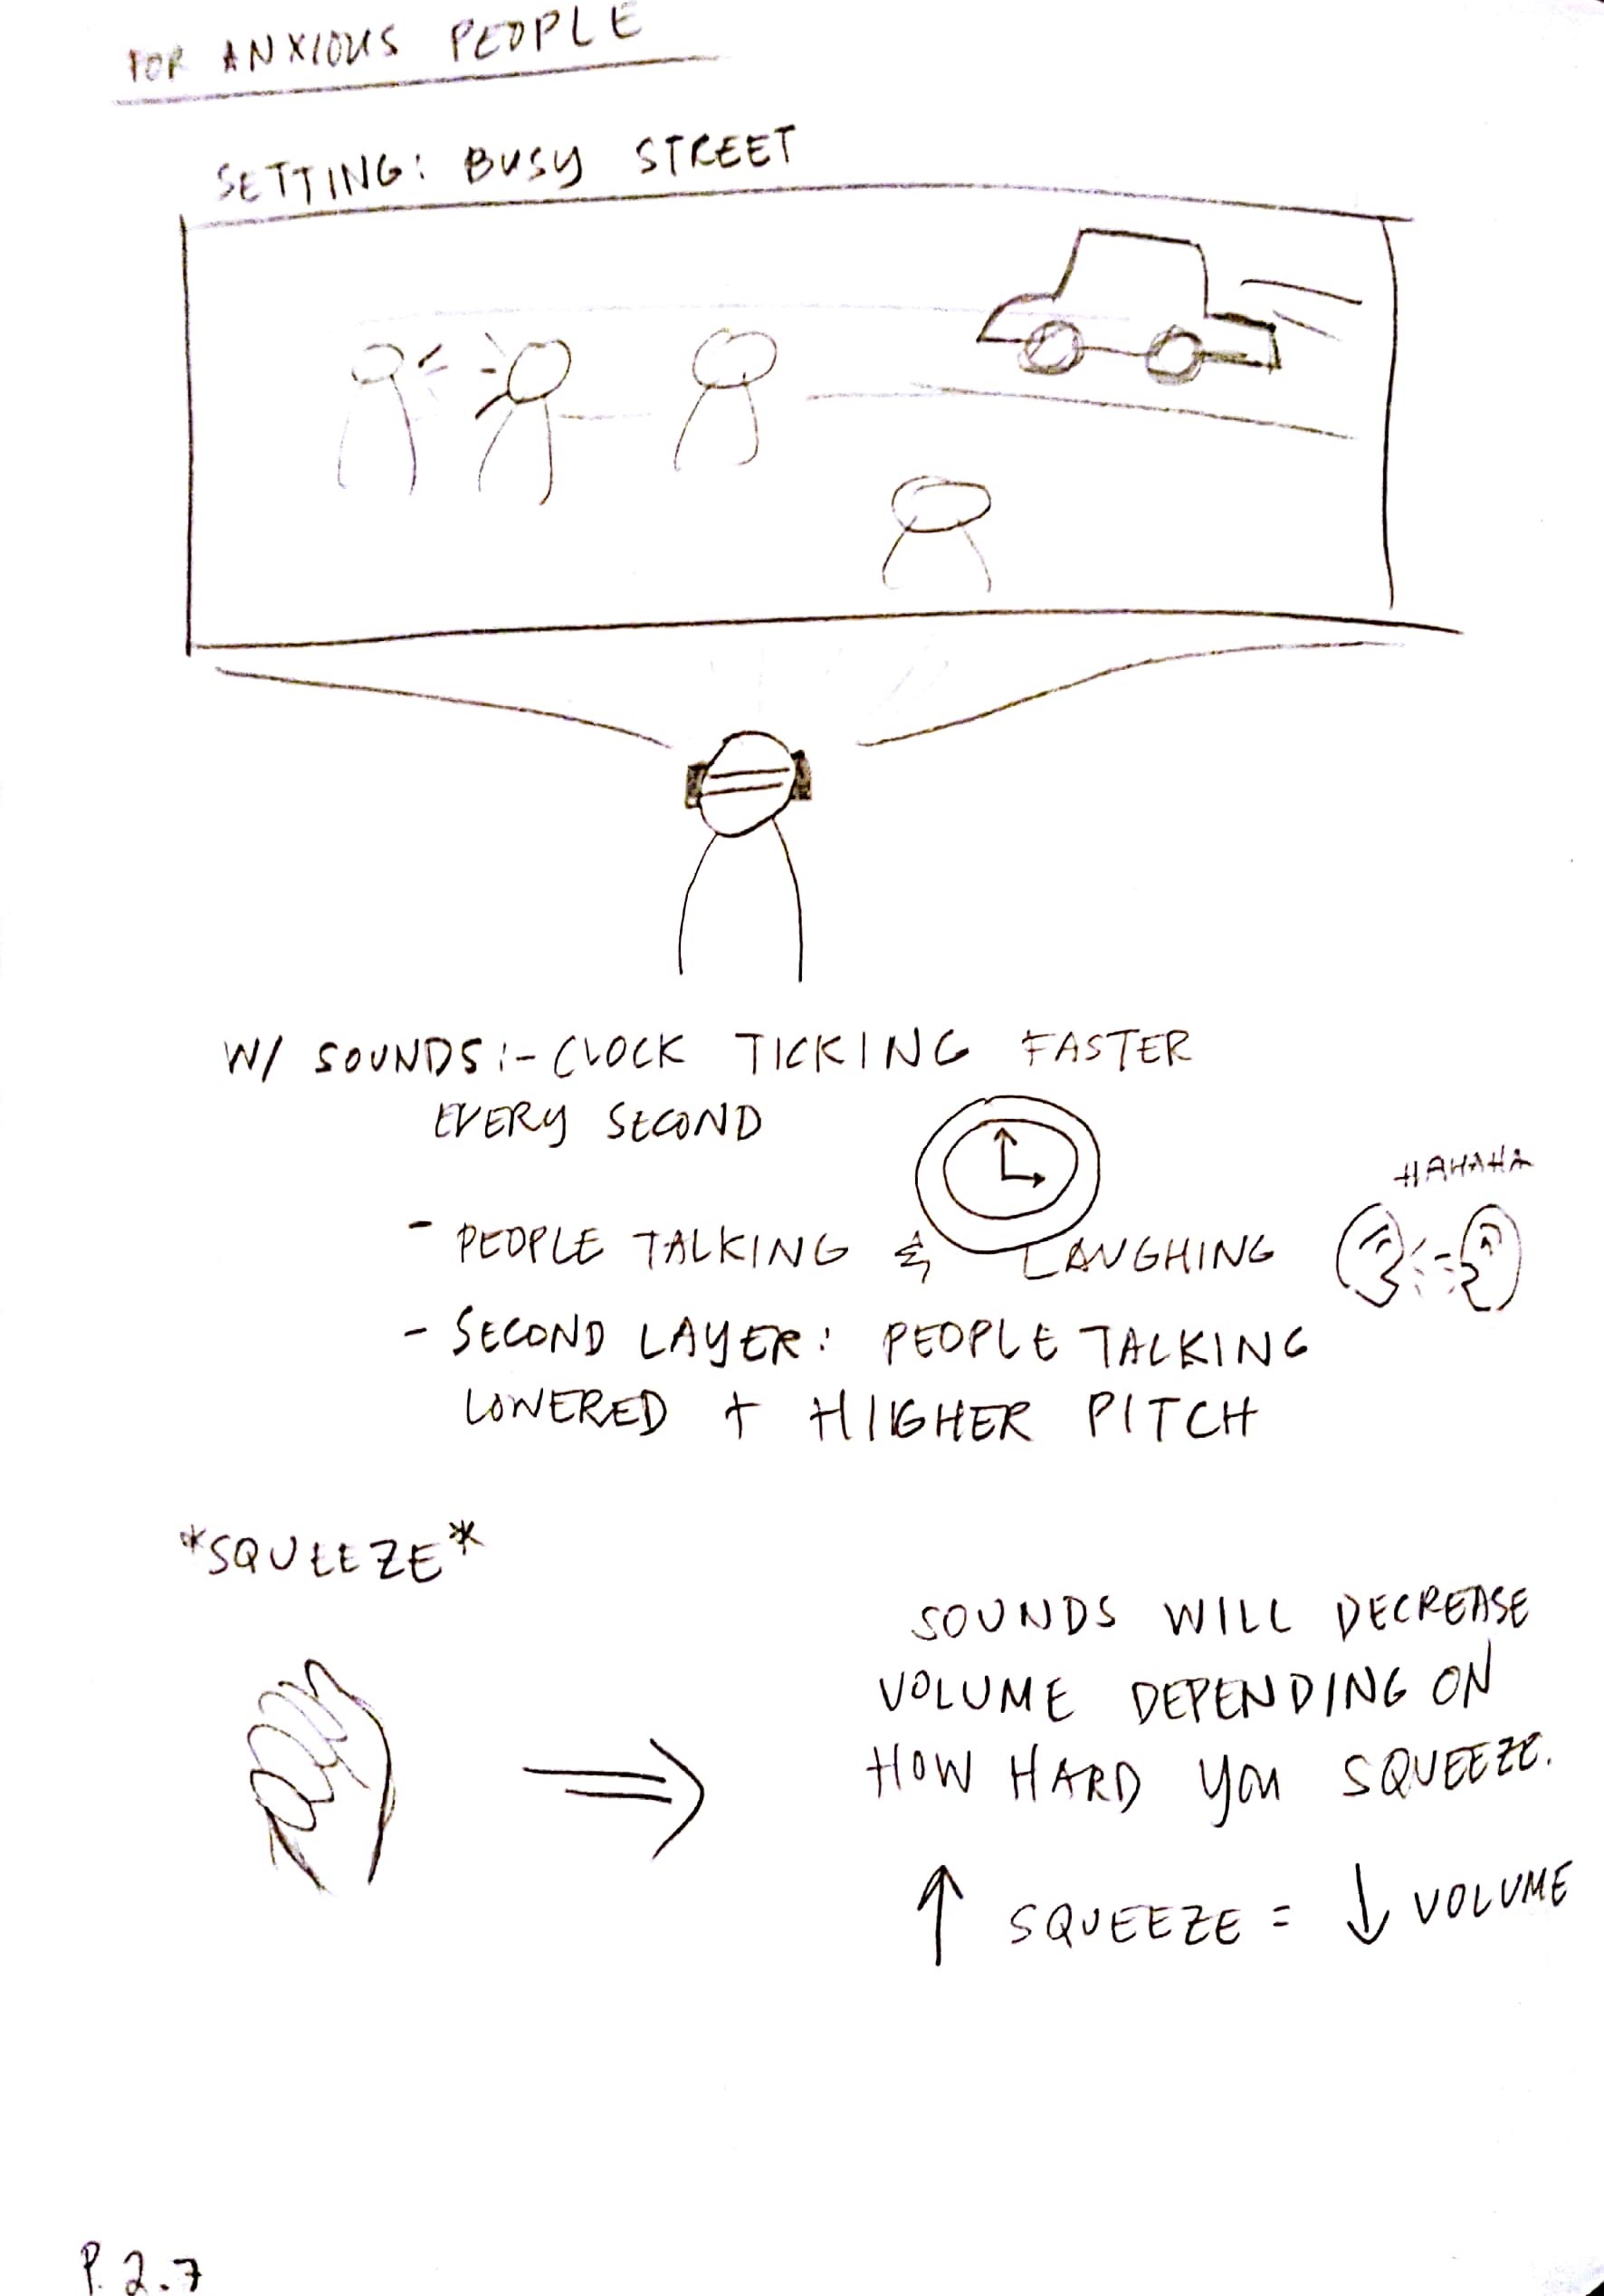 FOR ANXIOUS PEOPLE
SETTING: BUSY STREET
W/ SOUNDS:- CLOCK TICKING FASTER
EVERY SECOND
- PEOPLE TALKING & LAUGHING
HAHAHA
- SECOND LAYER: PEOPLE TALKING
LOWERED + HIGHER PITCH
*SQUEEZE*
SOUNDS WILL DECREASE
VOLUME DEPENDING ON
HOW HARD YOU SQUEEZE.
↑ SQUEEZE = ↓ VOLUME
P. 2.7